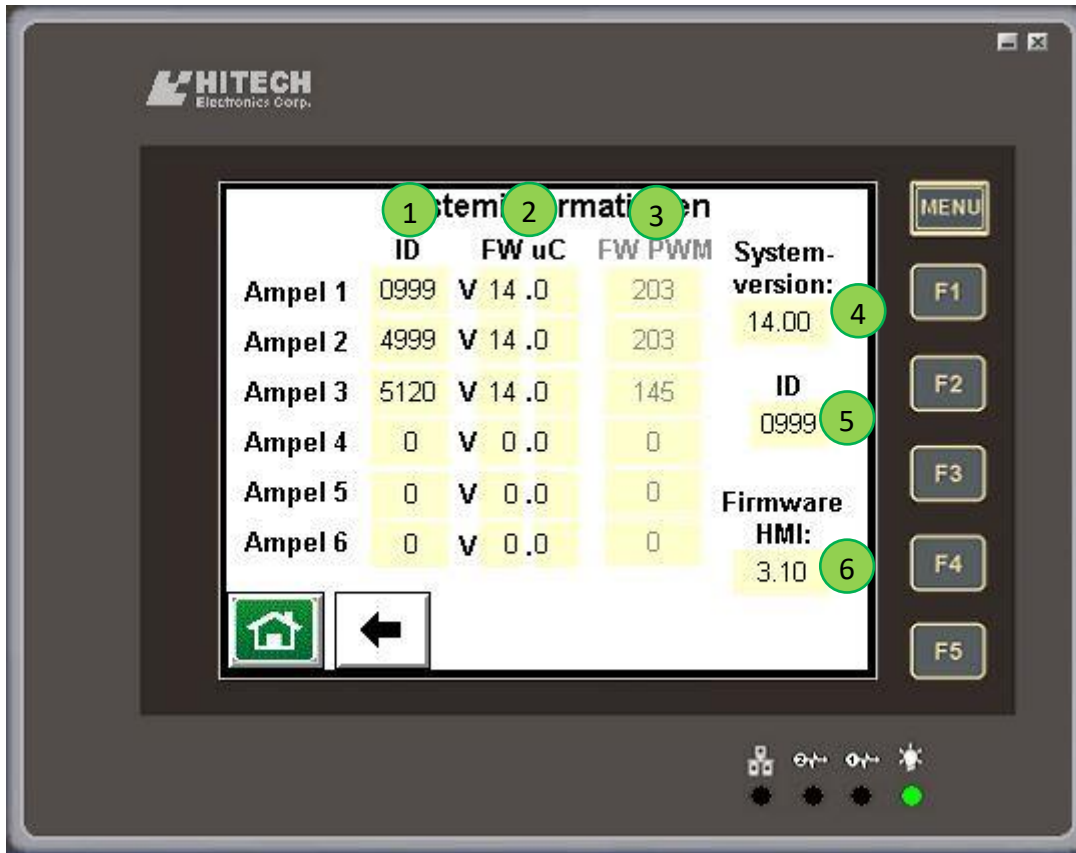 HITECH
Electronics Corp.
1 2 3
ID FW uC FW PWM System-
version:
Ampel 1 0999 V 14 .0 203
14.00 4
Ampel 2 4999 V 14 .0 203
Ampel 3 5120 V 14 .0 145
ID
0999 5
Ampel 4 0 V 0 .0 0
Ampel 5 0 V 0 .0 0
Firmware
HMI:
Ampel 6 0 V 0 .0 0
3.10 6
MENU
F1
F2
F3
F4
F5